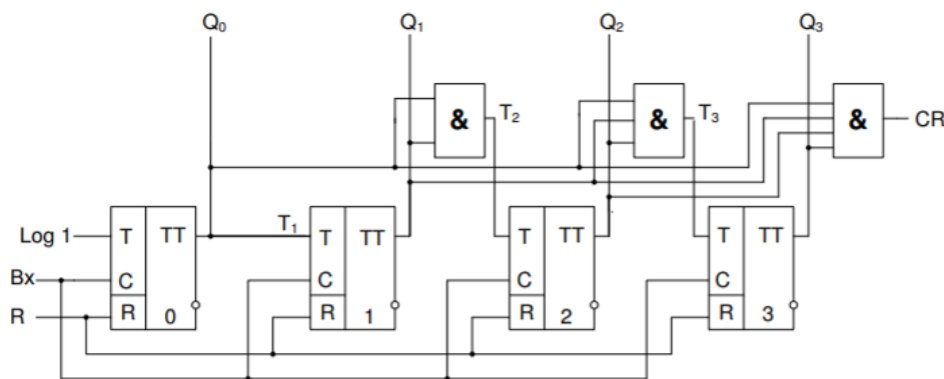 Q0 Q1 Q2 Q3
& T2 & T3 & CR
Log 1 T TT T1 T TT T TT T TT
Bx C C C C
R R 0 R 1 R 2 R 3